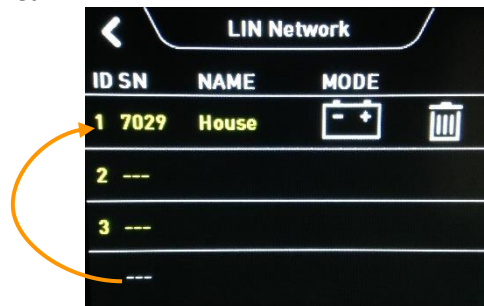 LIN Network
ID SN NAME MODE
1 7029 House - +
2 ---
3 ---
---